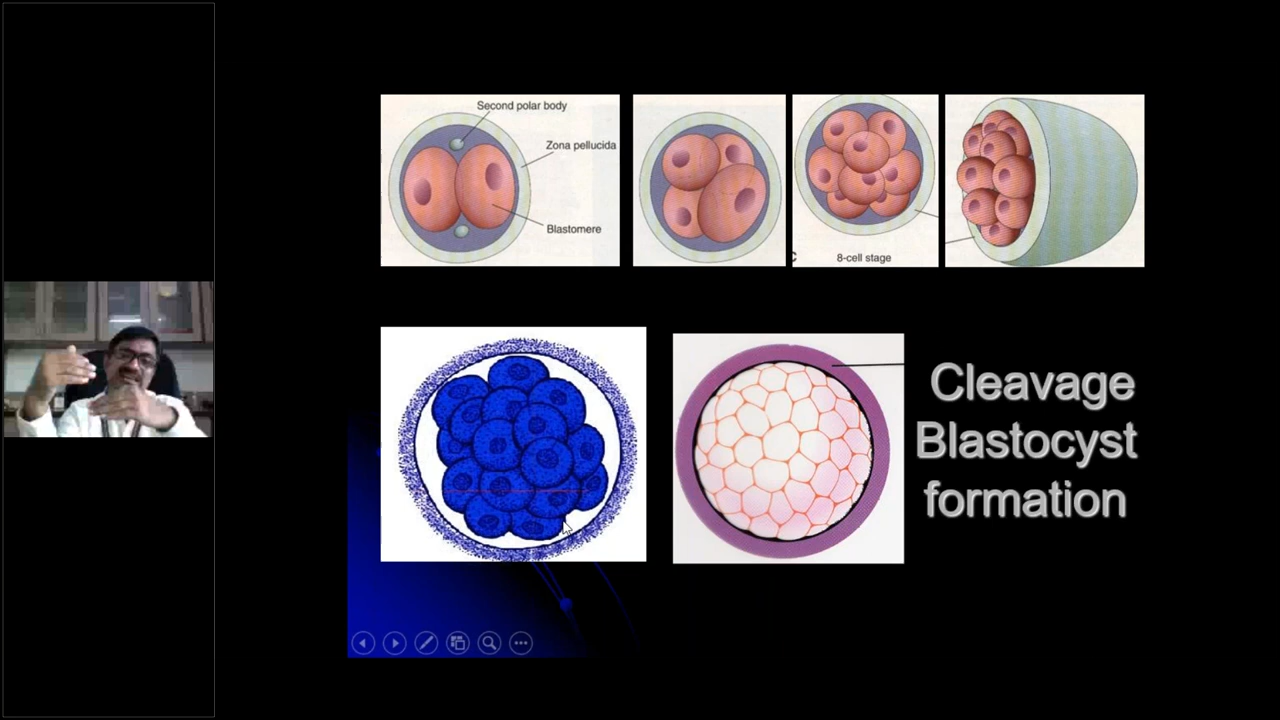 Second polar body
Zona pellucida
Blastomere
C
8-cell stage
Cleavage
Blastocyst
formation